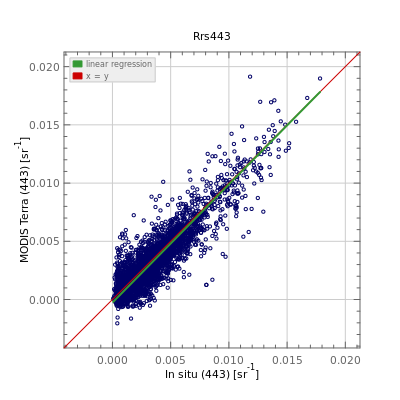 Rrs443
linear regression
x = y
0.020
0.015
0.010
0.005
0.000
MODIS Terra (443) [sr⁻¹]
0.000 0.005 0.010 0.015 0.020
In situ (443) [sr⁻¹]